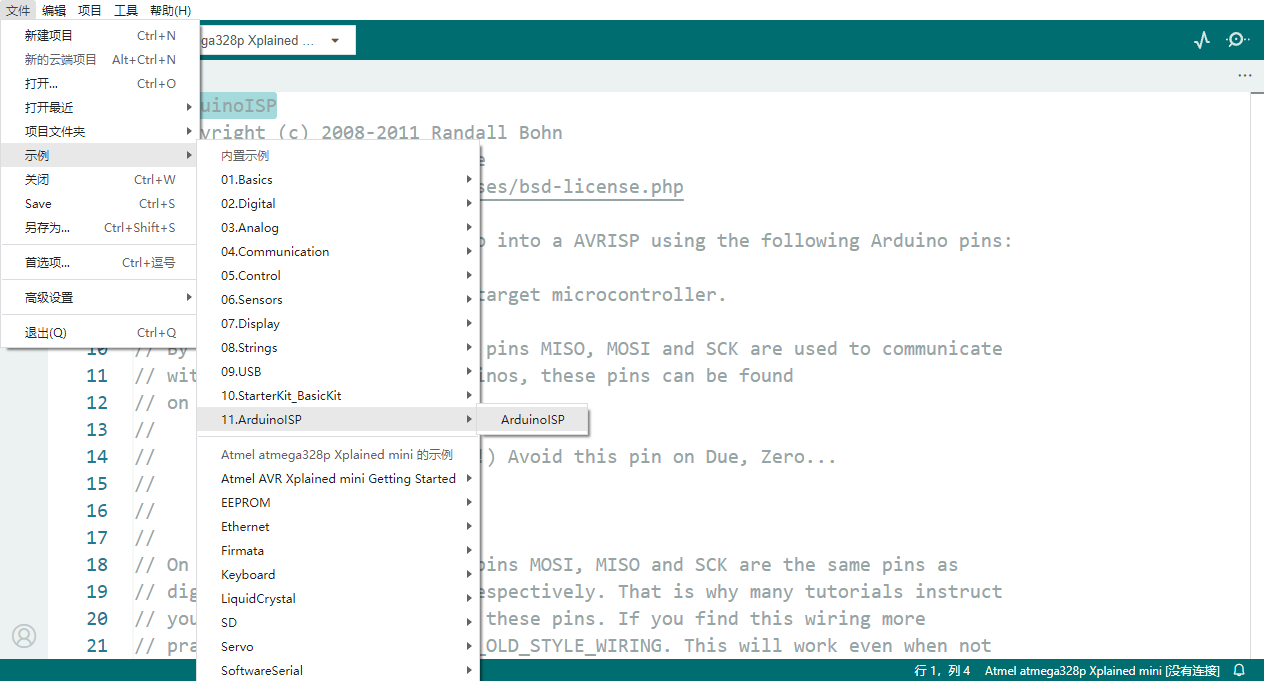 文件 编辑 项目 工具 帮助(H)
新建项目 Ctrl+N
新的云端项目 Alt+Ctrl+N
打开... Ctrl+O
打开最近
项目文件夹
示例
关闭 Ctrl+W
Save Ctrl+S
另存为... Ctrl+Shift+S
首选项... Ctrl+逗号
高级设置
退出(Q) Ctrl+Q
内置示例
01.Basics
02.Digital
03.Analog
04.Communication
05.Control
06.Sensors
07.Display
08.Strings
09.USB
10.StarterKit_BasicKit
11.ArduinoISP
ArduinoISP
Atmel atmega328p Xplained mini 的示例
Atmel AVR Xplained mini Getting Started
EEPROM
Ethernet
Firmata
Keyboard
LiquidCrystal
SD
Servo
SoftwareSerial
ga328p Xplained ...
uinoISP
yright (c) 2008-2011 Randall Bohn
e
ses/bsd-license.php
into a AVRISP using the following Arduino pins:
target microcontroller.
10 // By pins MISO, MOSI and SCK are used to communicate
11 // wit inos, these pins can be found
12 // on
13 //
14 // !) Avoid this pin on Due, Zero...
15 //
16 //
17 //
18 // On pins MOSI, MISO and SCK are the same pins as
19 // dig espectively. That is why many tutorials instruct
20 // you these pins. If you find this wiring more
21 // pra _OLD_STYLE_WIRING. This will work even when not
行 1，列 4 Atmel atmega328p Xplained mini [没有连接]